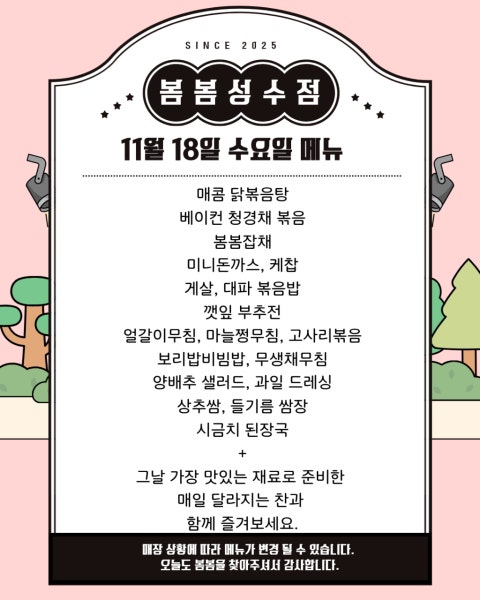 SINCE 2025
봄봄성수점
11월 18일 수요일 메뉴
매콤 닭볶음탕
베이컨 청경채 볶음
봄봄잡채
미니돈까스, 케찹
게살, 대파 볶음밥
깻잎 부추전
얼갈이무침, 마늘쫑무침, 고사리볶음
보리밥비빔밥, 무생채무침
양배추 샐러드, 과일 드레싱
상추쌈, 들기름 쌈장
시금치 된장국
+
그날 가장 맛있는 재료로 준비한
매일 달라지는 찬과
함께 즐겨보세요.
매장 상황에 따라 메뉴가 변경 될 수 있습니다.
오늘도 봄봄을 찾아주셔서 감사합니다.